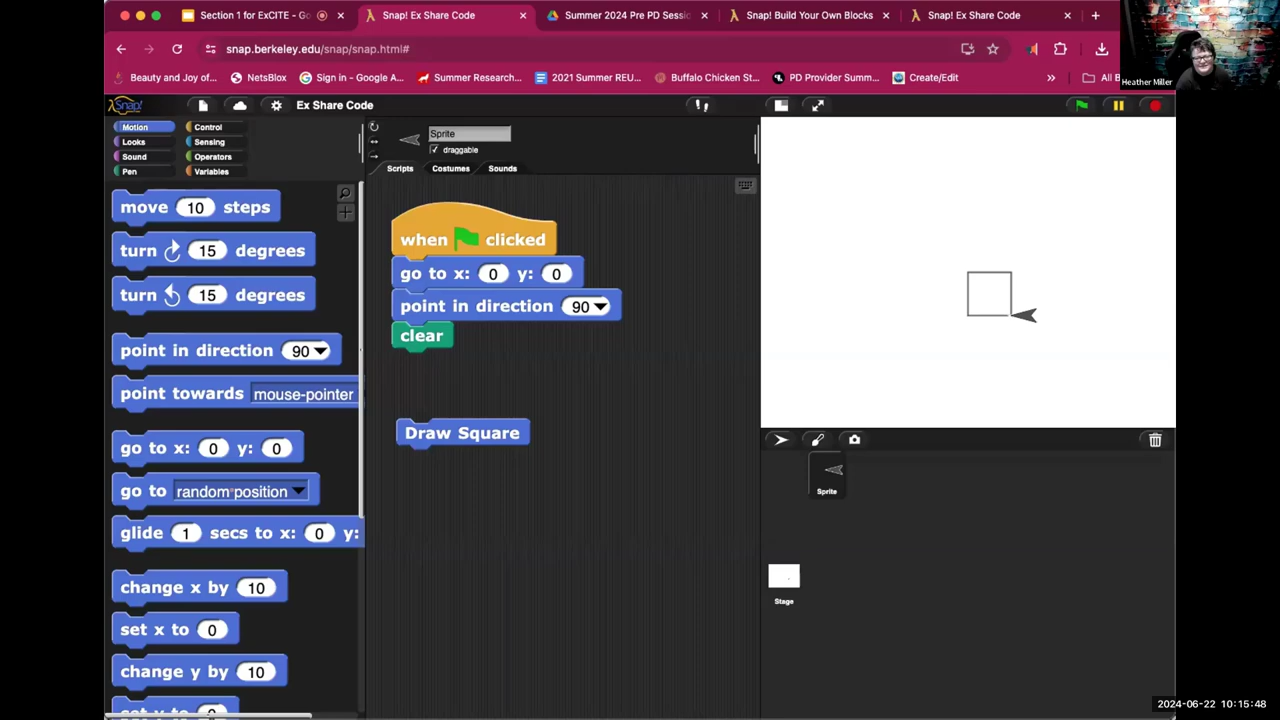 Section 1 for ExCITE - Go
Snap! Ex Share Code
Summer 2024 Pre PD Sessi
Snap! Build Your Own Blocks
Snap! Ex Share Code
snap.berkeley.edu/snap/snap.html#
Beauty and Joy of...
NetsBlox
Sign in - Google A...
Summer Research...
2021 Summer REU...
Buffalo Chicken St...
PD Provider Summ...
Create/Edit
»
All B
Heather Miller
Snap!
Ex Share Code
Motion
Control
Looks
Sensing
Sound
Operators
Pen
Variables
Sprite
draggable
Scripts
Costumes
Sounds
move 10 steps
turn 15 degrees
turn 15 degrees
point in direction 90
point towards mouse-pointer
go to x: 0 y: 0
go to random position
glide 1 secs to x: 0 y:
change x by 10
set x to 0
change y by 10
when clicked
go to x: 0 y: 0
point in direction 90
clear
Draw Square
Sprite
Stage
2024-06-22 10:15:48